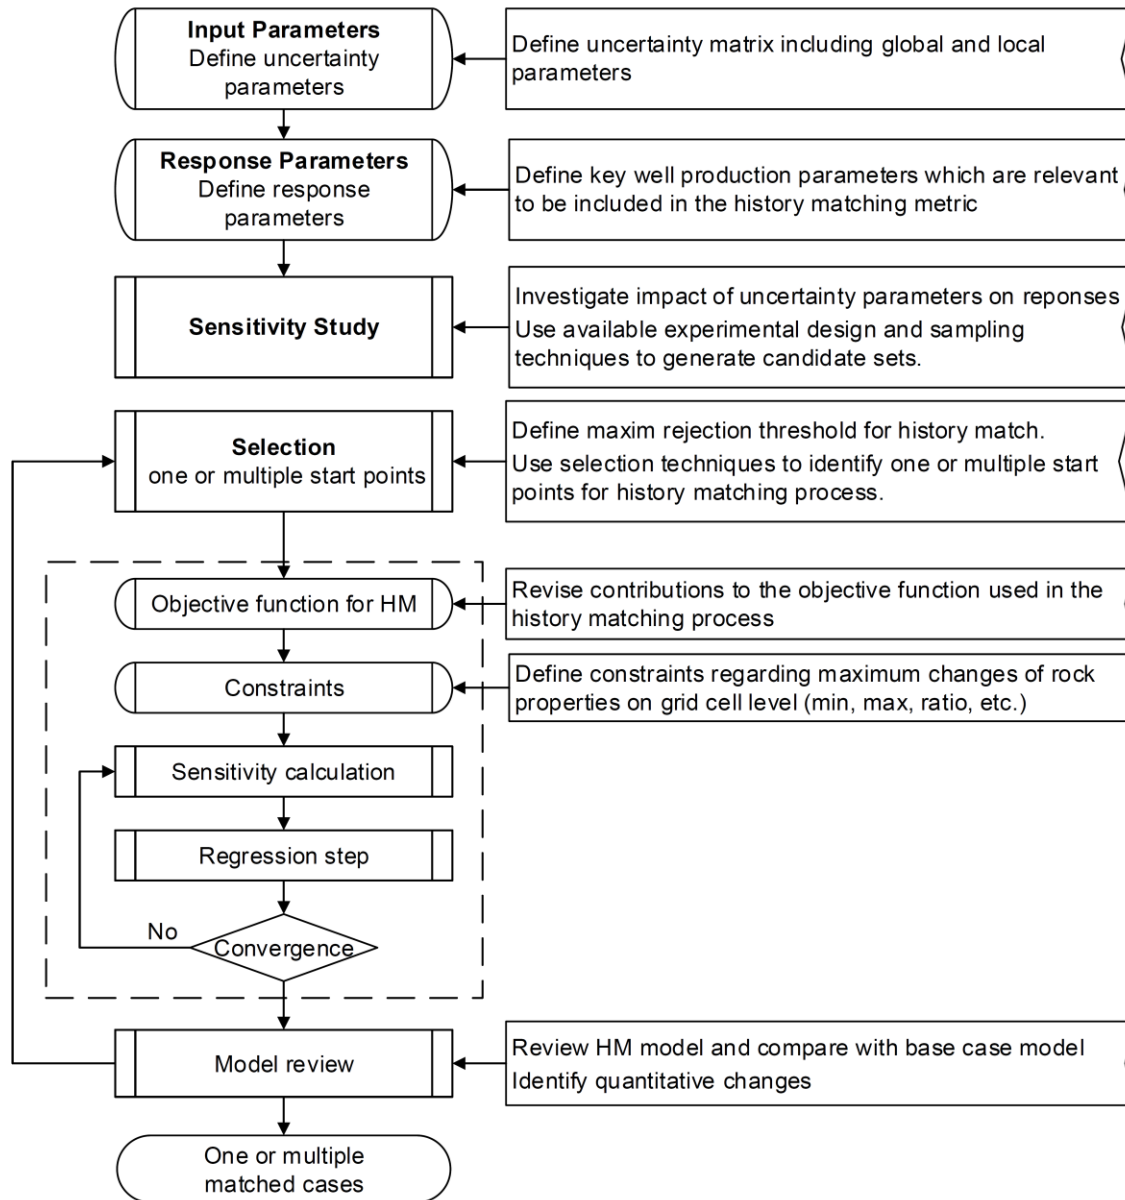 Input Parameters
Define uncertainty
parameters
Define uncertainty matrix including global and local
parameters
Response Parameters
Define response
parameters
Define key well production parameters which are relevant
to be included in the history matching metric
Sensitivity Study
Investigate impact of uncertainty parameters on reponses
Use available experimental design and sampling
techniques to generate candidate sets.
Selection
one or multiple start points
Define maxim rejection threshold for history match.
Use selection techniques to identify one or multiple start
points for history matching process.
Objective function for HM
Revise contributions to the objective function used in the
history matching process
Constraints
Define constraints regarding maximum changes of rock
properties on grid cell level (min, max, ratio, etc.)
Sensitivity calculation
Regression step
No
Convergence
Model review
Review HM model and compare with base case model
Identify quantitative changes
One or multiple
matched cases